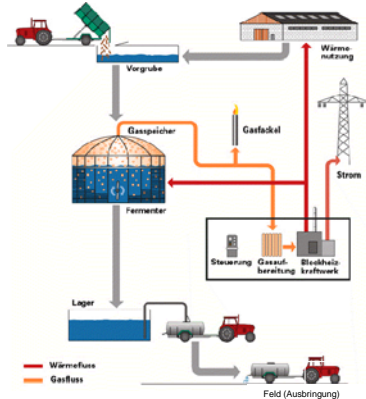 Vorgrube
Wärme-
nutzung
Gasspeicher
Gasfackel
Strom
Fermenter
Steuerung
Gasauf-
bereitung
Blockheiz-
kraftwerk
Lager
Wärmefluss
Gasfluss
Feld (Ausbringung)